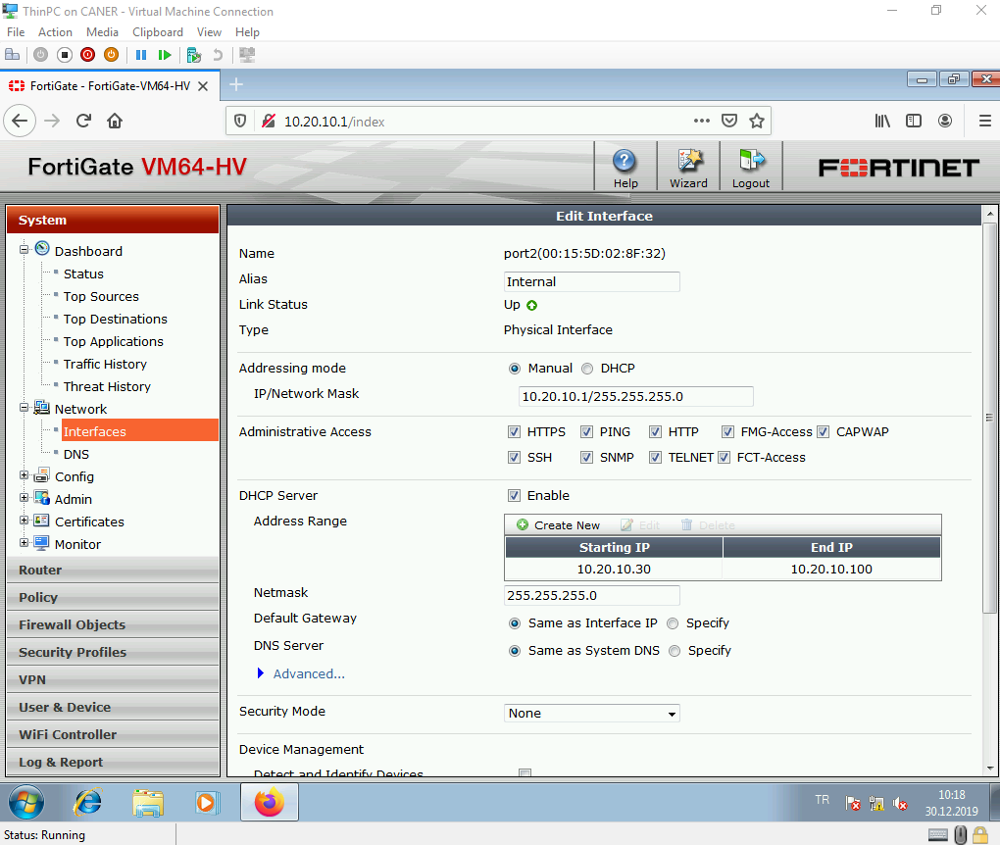 ThinPC on CANER - Virtual Machine Connection
File Action Media Clipboard View Help
FortiGate - FortiGate-VM64-HV
10.20.10.1/index
FortiGate VM64-HV
Help Wizard Logout
FORTINET
System
Dashboard
Status
Top Sources
Top Destinations
Top Applications
Traffic History
Threat History
Network
Interfaces
DNS
Config
Admin
Certificates
Monitor
Router
Policy
Firewall Objects
Security Profiles
VPN
User & Device
WiFi Controller
Log & Report
Edit Interface
Name port2(00:15:5D:02:8F:32)
Alias Internal
Link Status Up
Type Physical Interface
Addressing mode Manual DHCP
IP/Network Mask 10.20.10.1/255.255.255.0
Administrative Access HTTPS PING HTTP FMG-Access CAPWAP
SSH SNMP TELNET FCT-Access
DHCP Server Enable
Address Range Create New Edit Delete
Starting IP End IP
10.20.10.30 10.20.10.100
Netmask 255.255.255.0
Default Gateway Same as Interface IP Specify
DNS Server Same as System DNS Specify
Advanced...
Security Mode None
Device Management
Detect and Identify Devices
TR 10:18
30.12.2019
Status: Running